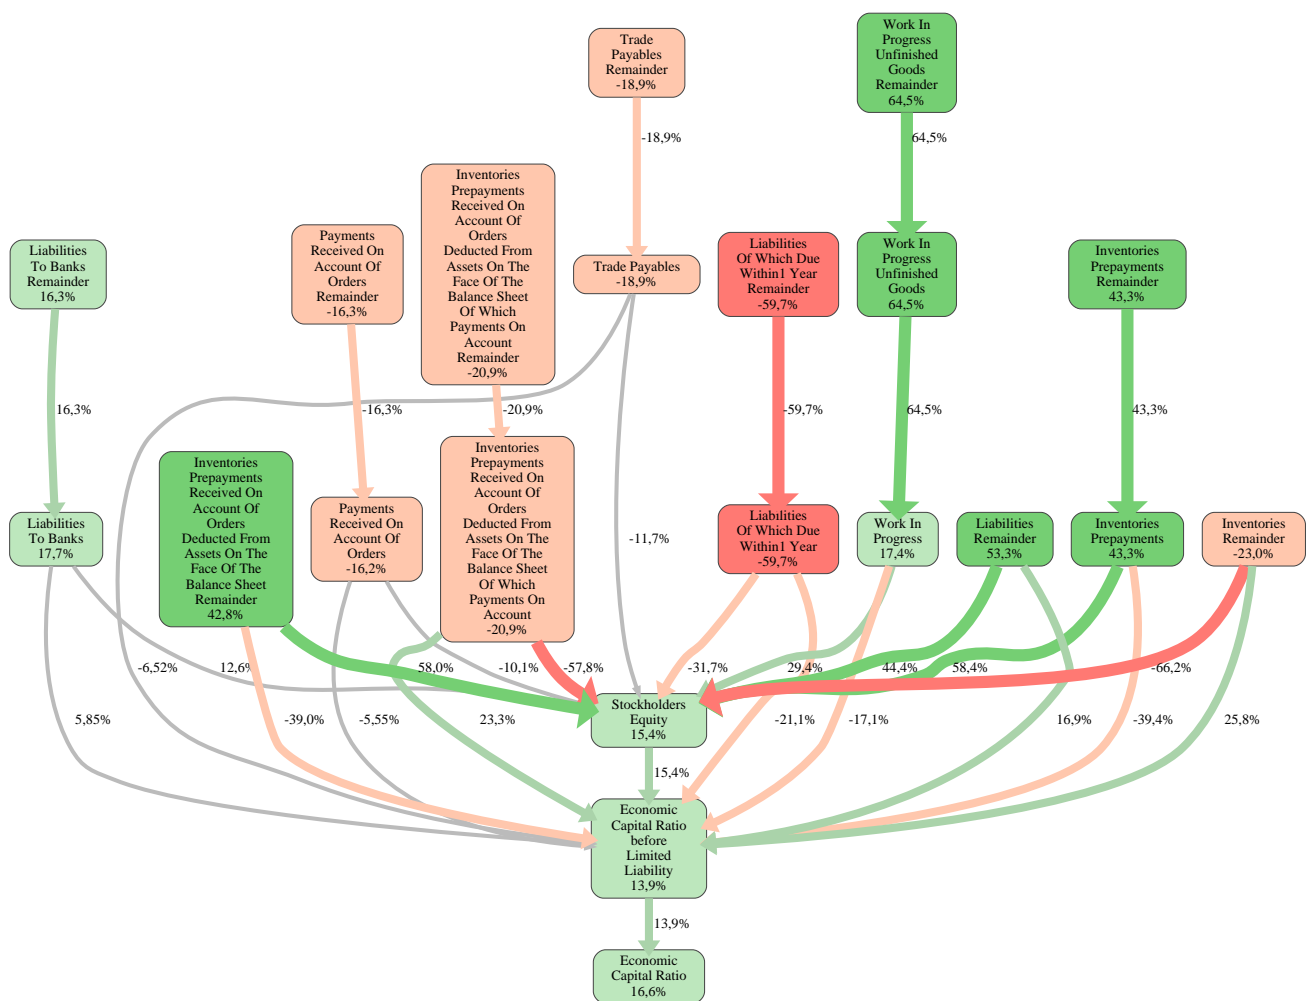 Trade
Payables
Remainder
-18,9%
Work In
Progress
Unfinished
Goods
Remainder
64,5%
-18,9%
64,5%
Inventories
Prepayments
Received On
Account Of
Orders
Deducted From
Assets On The
Face Of The
Balance Sheet
Of Which
Payments On
Account
Remainder
-20,9%
Liabilities
To Banks
Remainder
16,3%
Payments
Received On
Account Of
Orders
Remainder
-16,3%
Trade Payables
-18,9%
Liabilities
Of Which Due
Within1 Year
Remainder
-59,7%
Work In
Progress
Unfinished
Goods
64,5%
Inventories
Prepayments
Remainder
43,3%
16,3%
-16,3%
-20,9%
-59,7%
64,5%
43,3%
Inventories
Prepayments
Received On
Account Of
Orders
Deducted From
Assets On The
Face Of The
Balance Sheet
Remainder
42,8%
Liabilities
To Banks
17,7%
Payments
Received On
Account Of
Orders
-16,2%
Inventories
Prepayments
Received On
Account Of
Orders
Deducted From
Assets On The
Face Of The
Balance Sheet
Of Which
Payments On
Account
-20,9%
-11,7%
Liabilities
Of Which Due
Within1 Year
-59,7%
Work In
Progress
17,4%
Liabilities
Remainder
53,3%
Inventories
Prepayments
43,3%
Inventories
Remainder
-23,0%
-6,52%
12,6%
58,0%
-10,1%
-57,8%
-31,7%
29,4%
44,4%
58,4%
-66,2%
Stockholders
Equity
15,4%
5,85%
-39,0%
-5,55%
23,3%
-21,1%
-17,1%
16,9%
-39,4%
25,8%
15,4%
Economic
Capital Ratio
before
Limited
Liability
13,9%
13,9%
Economic
Capital Ratio
16,6%